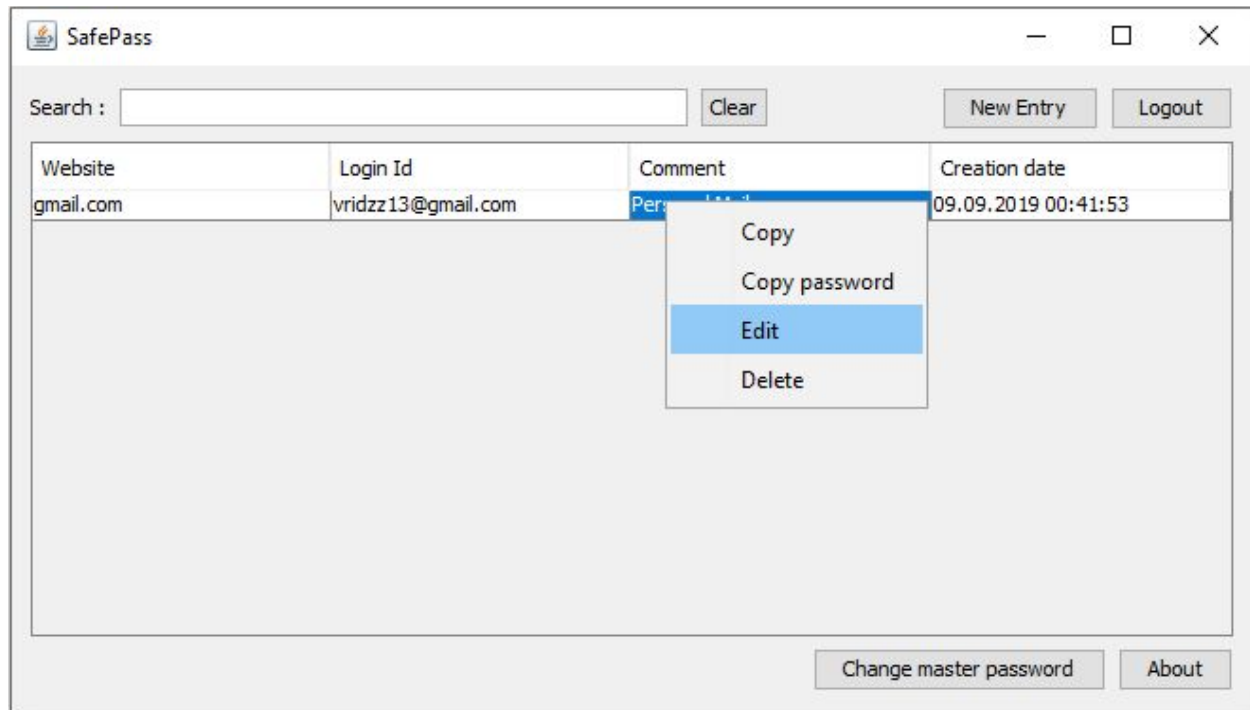 SafePass
Search : Clear New Entry Logout
Website Login Id Comment Creation date
gmail.com vridzz13@gmail.com 09.09.2019 00:41:53
Copy
Copy password
Edit
Delete
Change master password About